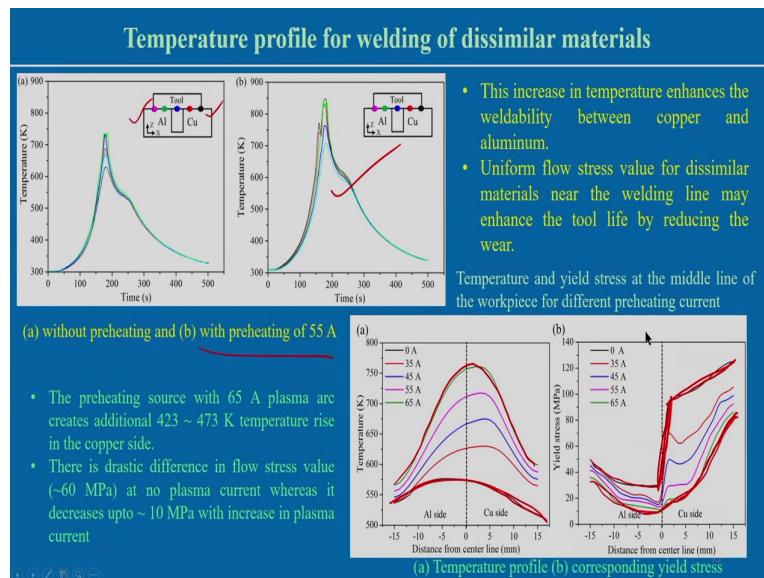 Temperature profile for welding of dissimilar materials
(a)
900
800
700
600
500
400
300
Temperature (K)
0 100 200 300 400 500
Time (s)
Tool
Al Cu
Z
X
(b)
900
800
700
600
500
400
300
Temperature (K)
0 100 200 300 400 500
Time (s)
Tool
Al Cu
Z
X
• This increase in temperature enhances the
weldability between copper and
aluminum.
• Uniform flow stress value for dissimilar
materials near the welding line may
enhance the tool life by reducing the
wear.
Temperature and yield stress at the middle line of
the workpiece for different preheating current
(a) without preheating and (b) with preheating of 55 A
• The preheating source with 65 A plasma arc
creates additional 423 ~ 473 K temperature rise
in the copper side.
• There is drastic difference in flow stress value
(~60 MPa) at no plasma current whereas it
decreases upto ~ 10 MPa with increase in plasma
current
(a)
800
750
700
650
600
550
500
Temperature (K)
0 A
35 A
45 A
55 A
65 A
Al side Cu side
-15 -10 -5 0 5 10 15
Distance from center line (mm)
(b)
140
120
100
80
60
40
20
0
Yield stress (MPa)
0 A
35 A
45 A
55 A
65 A
Al side Cu side
-15 -10 -5 0 5 10 15
Distance from center line (mm)
(a) Temperature profile (b) corresponding yield stress